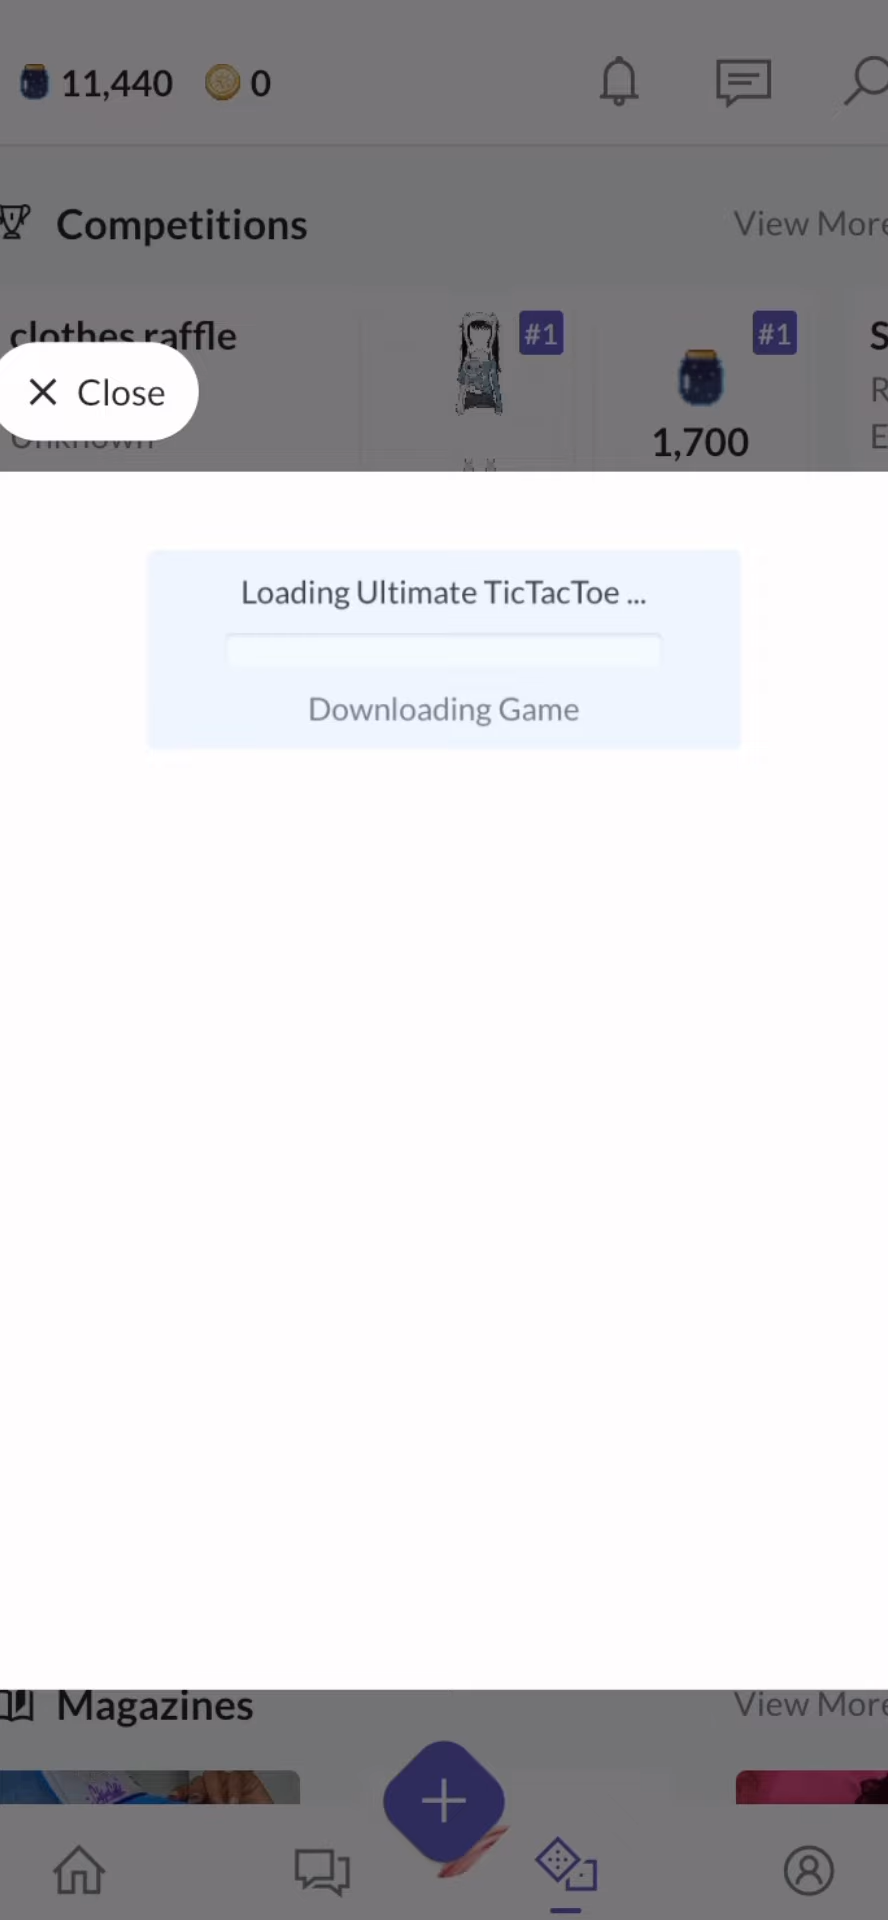 11,440 0
Competitions View More
clothes raffle #1 #1 S
× Close R
Unknown 1,700 E
Loading Ultimate TicTacToe ...
Downloading Game
Magazines View More